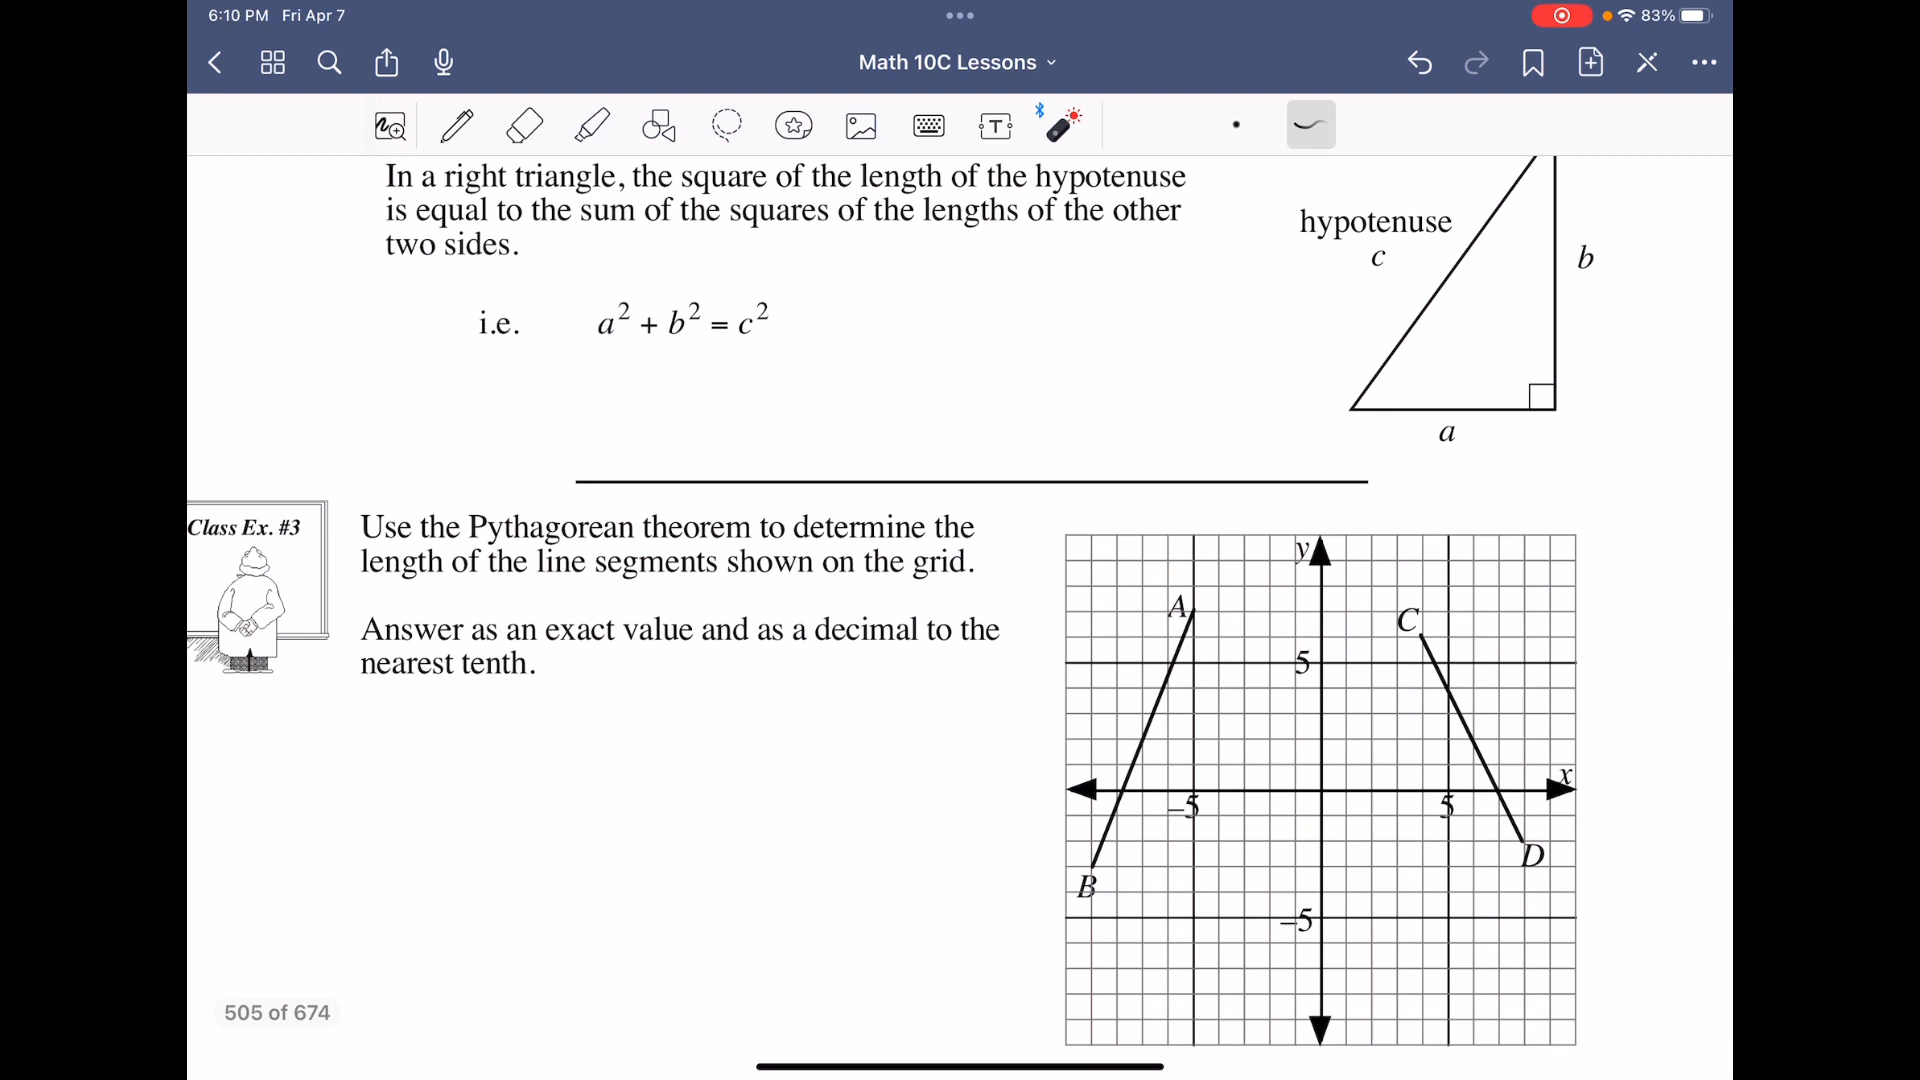 6:10 PM Fri Apr 7
83%
Math 10C Lessons
T
In a right triangle, the square of the length of the hypotenuse
is equal to the sum of the squares of the lengths of the other
two sides.
i.e. a² + b² = c²
hypotenuse
c
b
a
Class Ex. #3
Use the Pythagorean theorem to determine the
length of the line segments shown on the grid.
Answer as an exact value and as a decimal to the
nearest tenth.
y
A
C
5
x
–5
5
D
B
–5
505 of 674